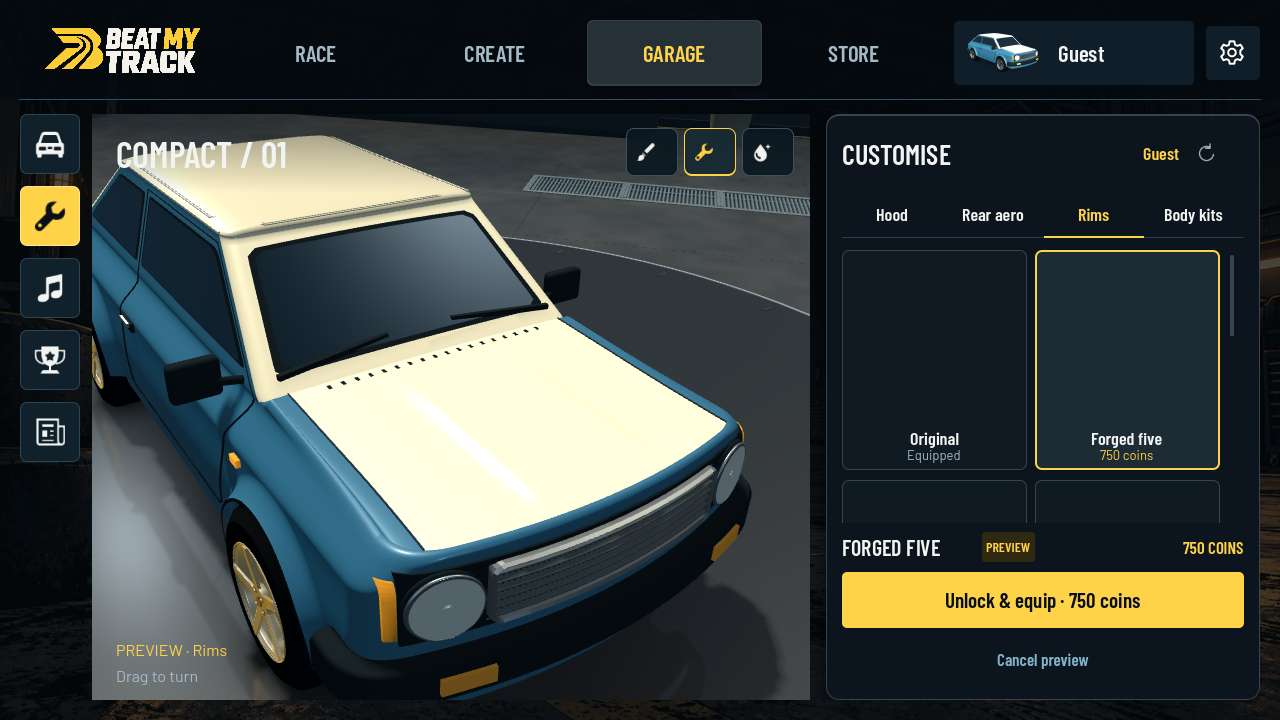 BEAT MY
TRACK
RACE
CREATE
GARAGE
STORE
Guest
COMPACT / 01
CUSTOMISE
Guest
Hood
Rear aero
Rims
Body kits
Original
Equipped
Forged five
750 coins
FORGED FIVE
PREVIEW
750 COINS
Unlock & equip · 750 coins
Cancel preview
PREVIEW · Rims
Drag to turn